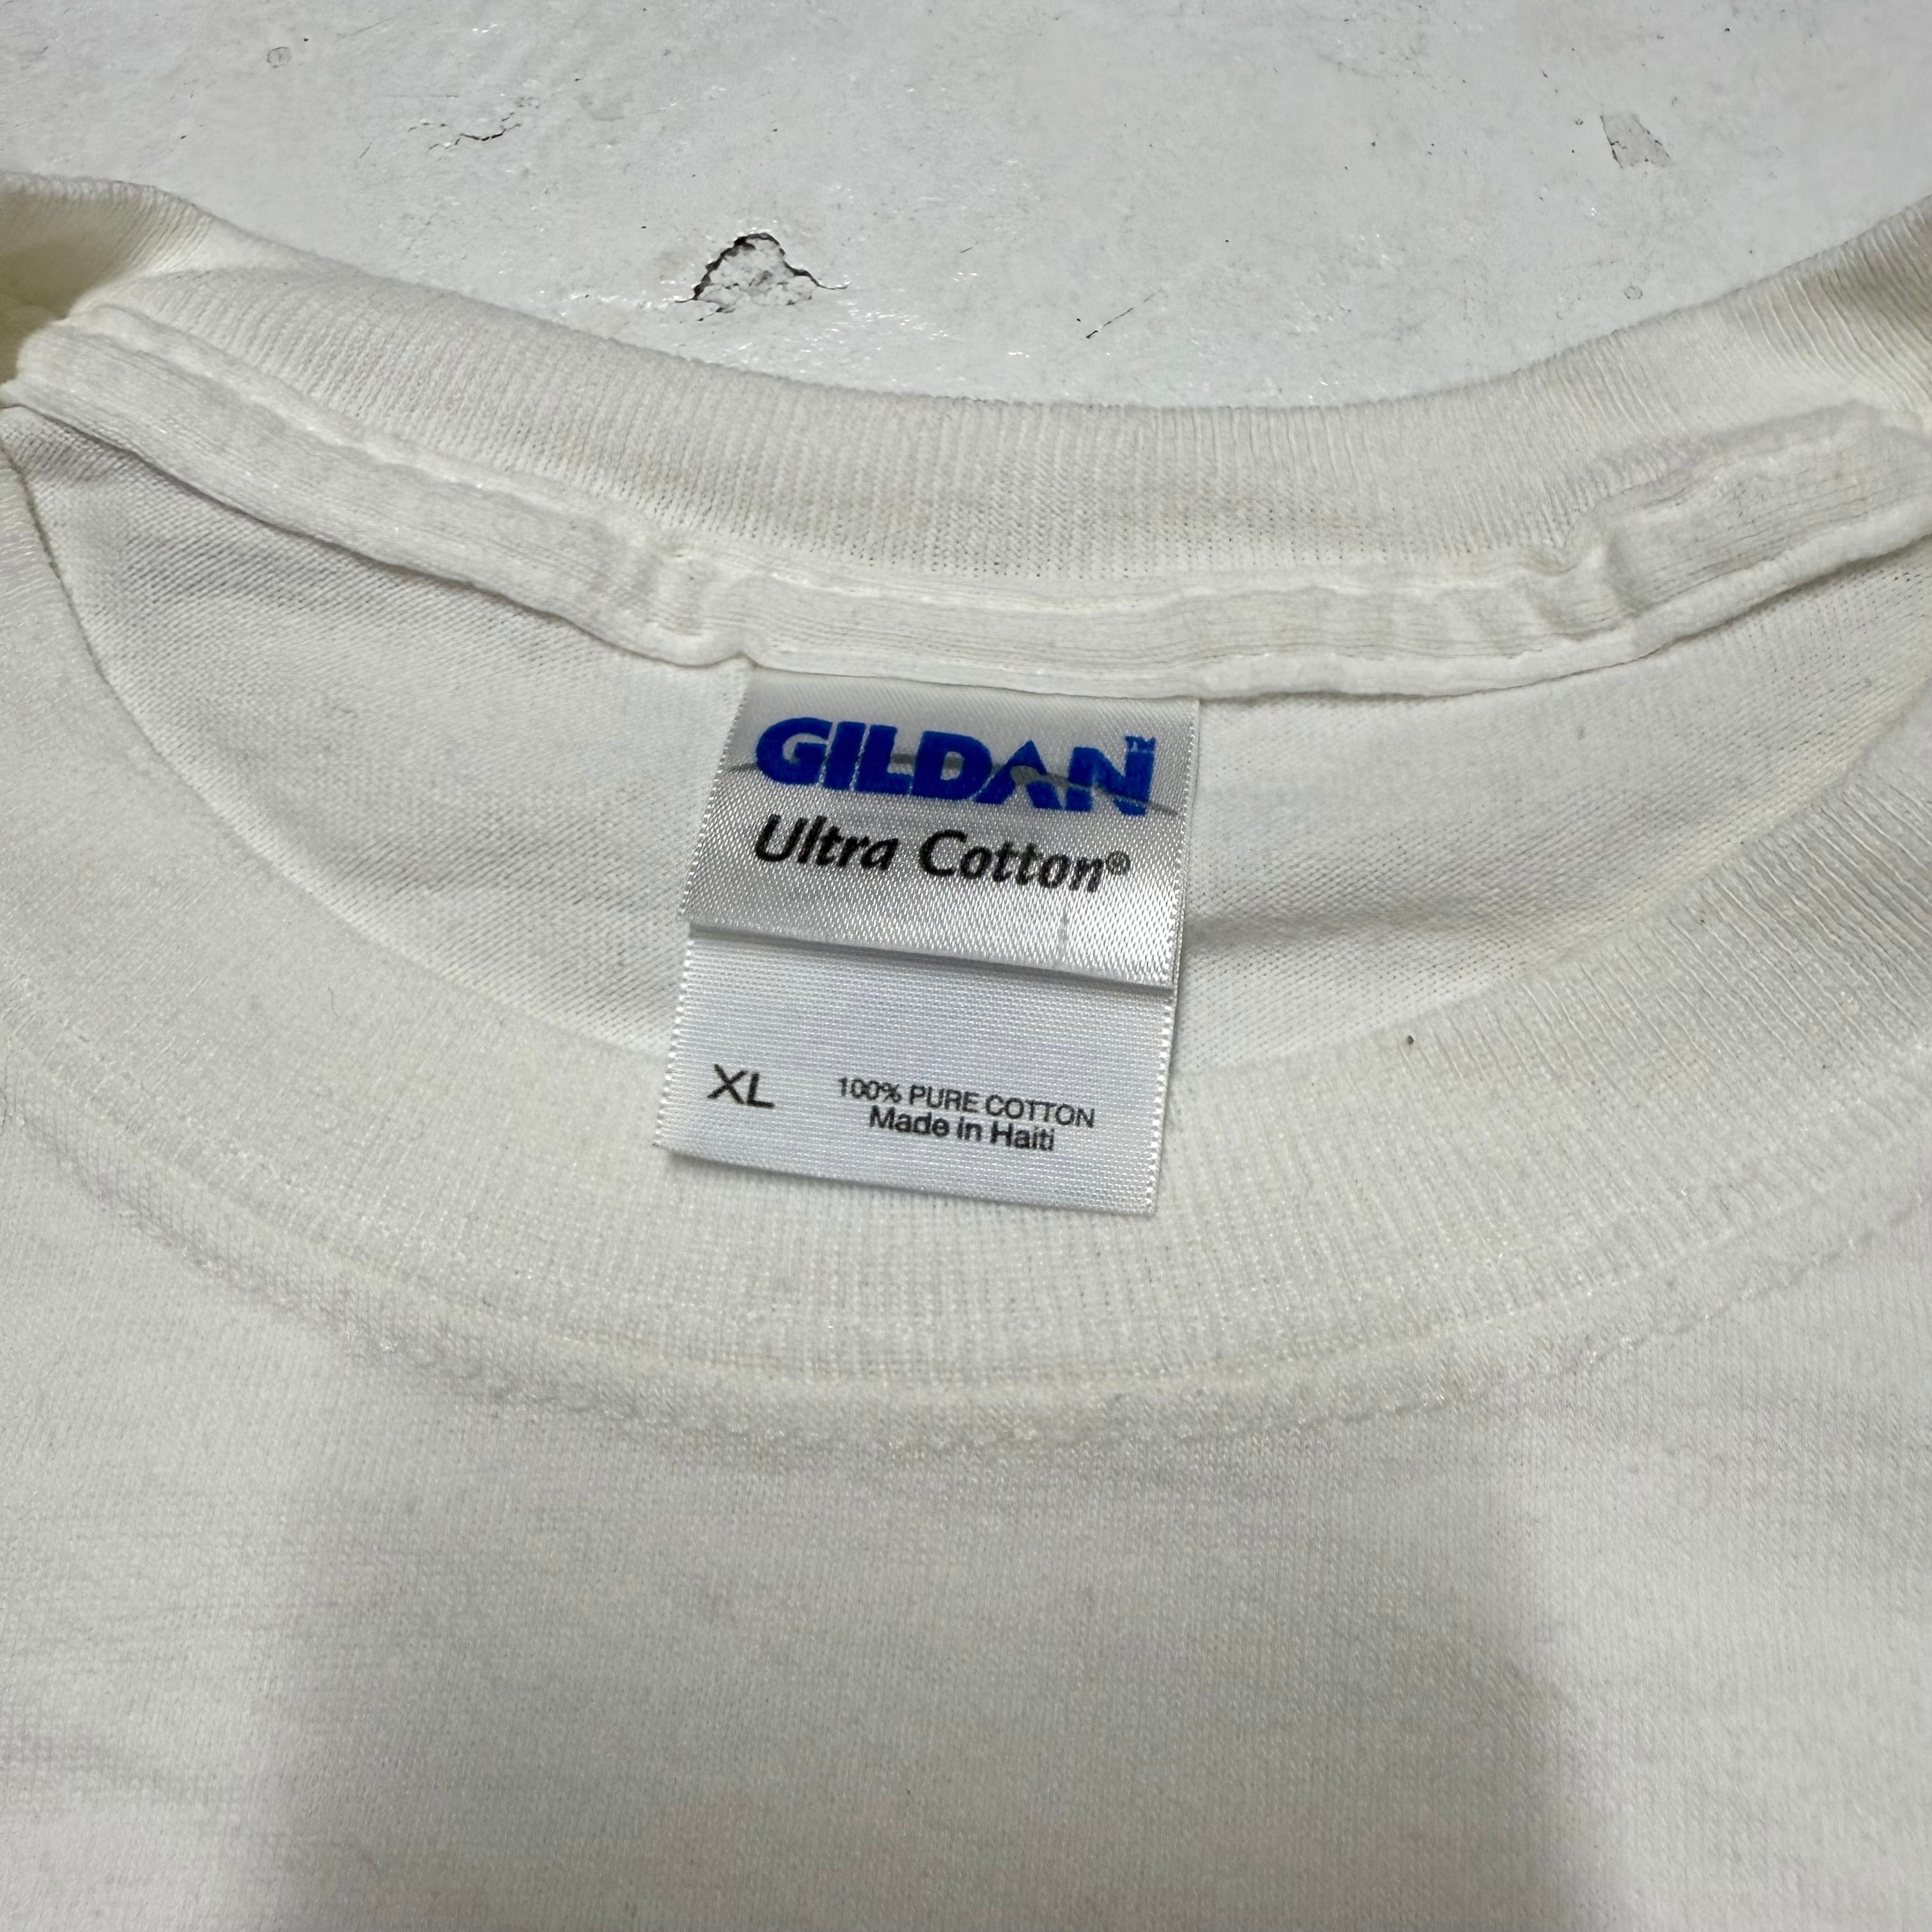 GILDAN™
Ultra Cotton®
XL
100% PURE COTTON
Made in Haiti